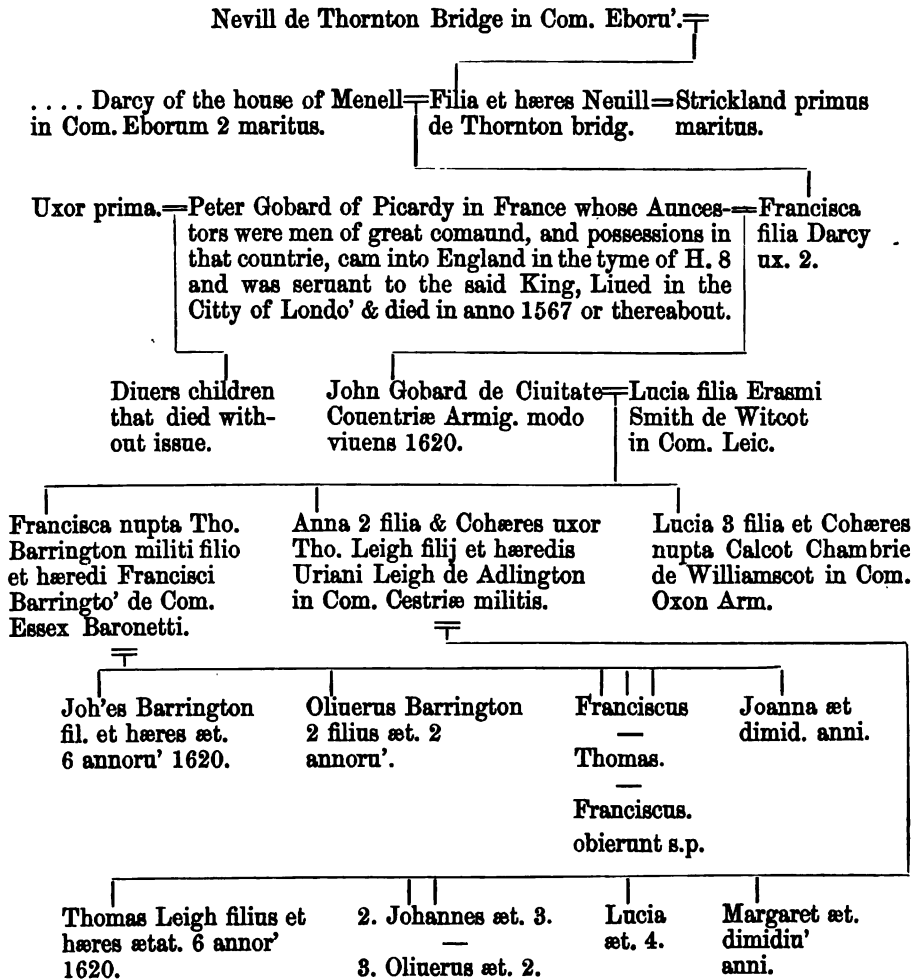 Nevill de Thornton Bridge in Com. Eboru'.
. . . . Darcy of the house of Menell
in Com. Eborum 2 maritus.
Filia et hæres Neuill
de Thornton bridg.
Strickland primus
maritus.
Uxor prima.
Peter Gobard of Picardy in France whose Aunces-
tors were men of great comaund, and possessions in
that countrie, cam into England in the tyme of H. 8
and was seruant to the said King, Liued in the
Citty of Londo' & died in anno 1567 or thereabout.
Francisca
filia Darcy
ux. 2.
Diuers children
that died with-
out issue.
John Gobard de Ciuitate
Couentriæ Armig. modo
viuens 1620.
Lucia filia Erasmi
Smith de Witcot
in Com. Leic.
Francisca nupta Tho.
Barrington militi filio
et hæredi Francisci
Barringto' de Com.
Essex Baronetti.
Anna 2 filia & Cohæres uxor
Tho. Leigh filij et hæredis
Uriani Leigh de Adlington
in Com. Cestriæ militis.
Lucia 3 filia et Cohæres
nupta Calcot Chambrie
de Williamscot in Com.
Oxon Arm.
Joh'es Barrington
fil. et hæres æt.
6 annoru' 1620.
Oliuerus Barrington
2 filius æt. 2
annoru'.
Franciscus
—
Thomas.
—
Franciscus.
obierunt s.p.
Joanna æt
dimid. anni.
Thomas Leigh filius et
hæres ætat. 6 annor'
1620.
2. Johannes æt. 3.
—
3. Oliuerus æt. 2.
Lucia
æt. 4.
Margaret æt.
dimidiu'
anni.